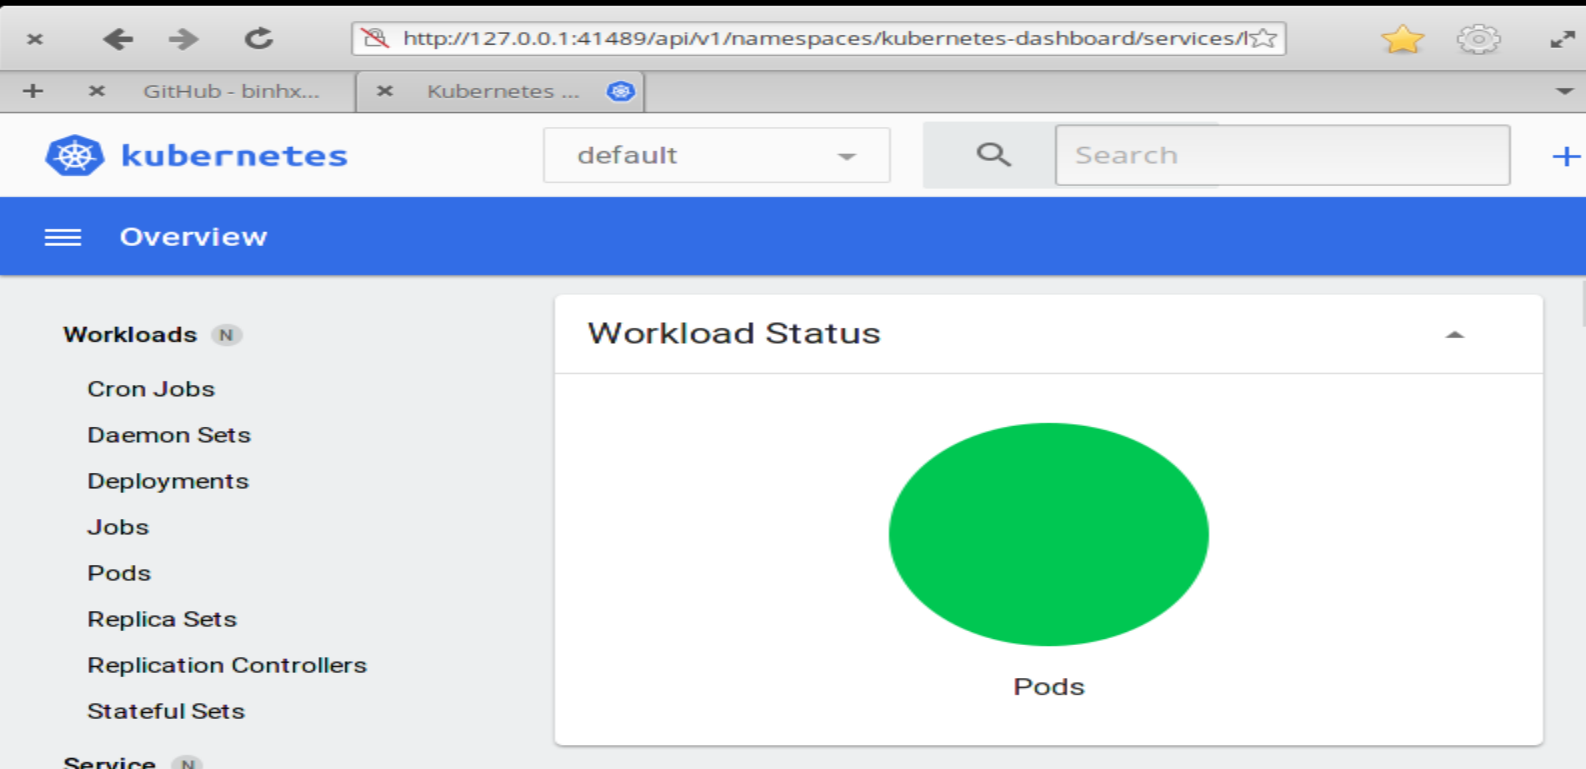 http://127.0.0.1:41489/api/v1/namespaces/kubernetes-dashboard/services/
GitHub - binhx...
Kubernetes ...
kubernetes
default
Search
Overview
Workloads N
Cron Jobs
Daemon Sets
Deployments
Jobs
Pods
Replica Sets
Replication Controllers
Stateful Sets
Service N
Workload Status
Pods